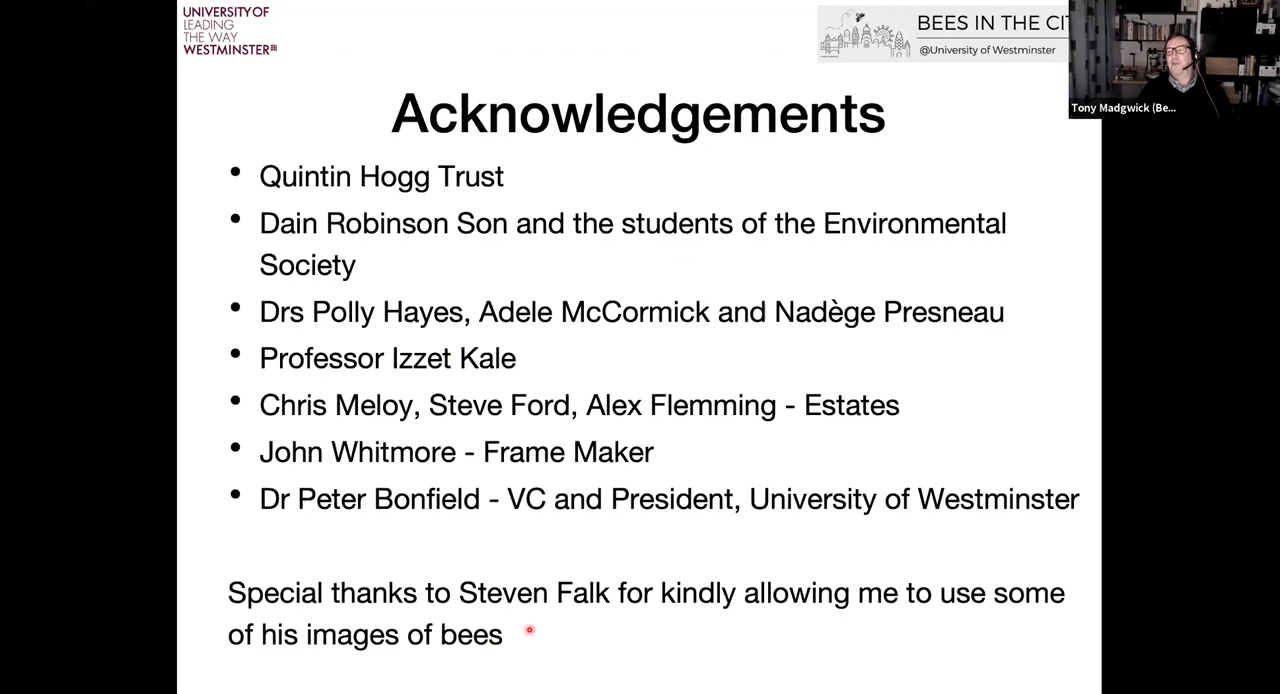 UNIVERSITY OF
LEADING
THE WAY
WESTMINSTER
BEES IN THE CI
@University of Westminster
Tony Madgwick (Be...
Acknowledgements
• Quintin Hogg Trust
• Dain Robinson Son and the students of the Environmental
Society
• Drs Polly Hayes, Adele McCormick and Nadège Presneau
• Professor Izzet Kale
• Chris Meloy, Steve Ford, Alex Flemming - Estates
• John Whitmore - Frame Maker
• Dr Peter Bonfield - VC and President, University of Westminster
Special thanks to Steven Falk for kindly allowing me to use some
of his images of bees